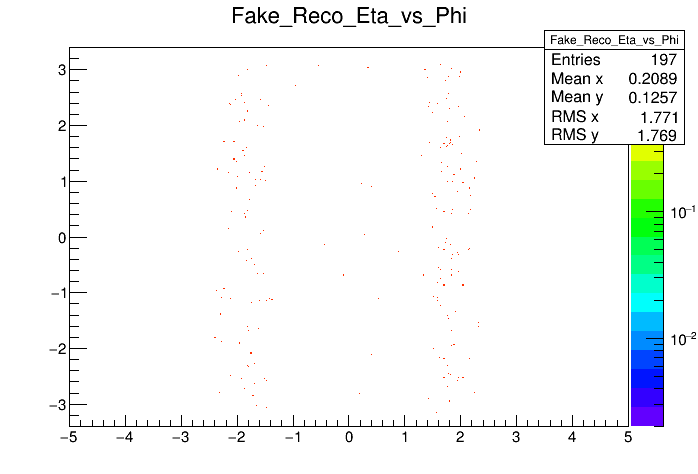 Fake_Reco_Eta_vs_Phi
Fake_Reco_Eta_vs_Phi
Entries 197
Mean x 0.2089
Mean y 0.1257
RMS x 1.771
RMS y 1.769
3
2
1
0
−1
−2
−3
10−1
10−2
−5 −4 −3 −2 −1 0 1 2 3 4 5